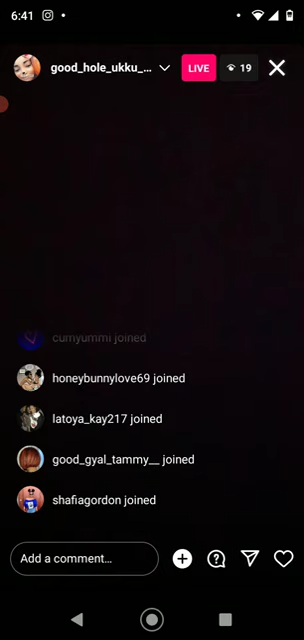 6:41
good_hole_ukku_... LIVE 19
cumyummi joined
honeybunnylove69 joined
latoya_kay217 joined
good_gyal_tammy__ joined
shafiagordon joined
Add a comment...